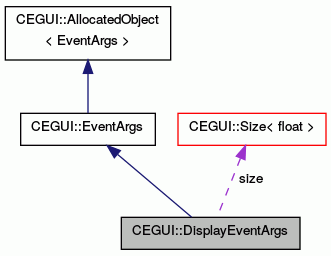 CEGUI::AllocatedObject
< EventArgs >
CEGUI::EventArgs
CEGUI::Size< float >
size
CEGUI::DisplayEventArgs